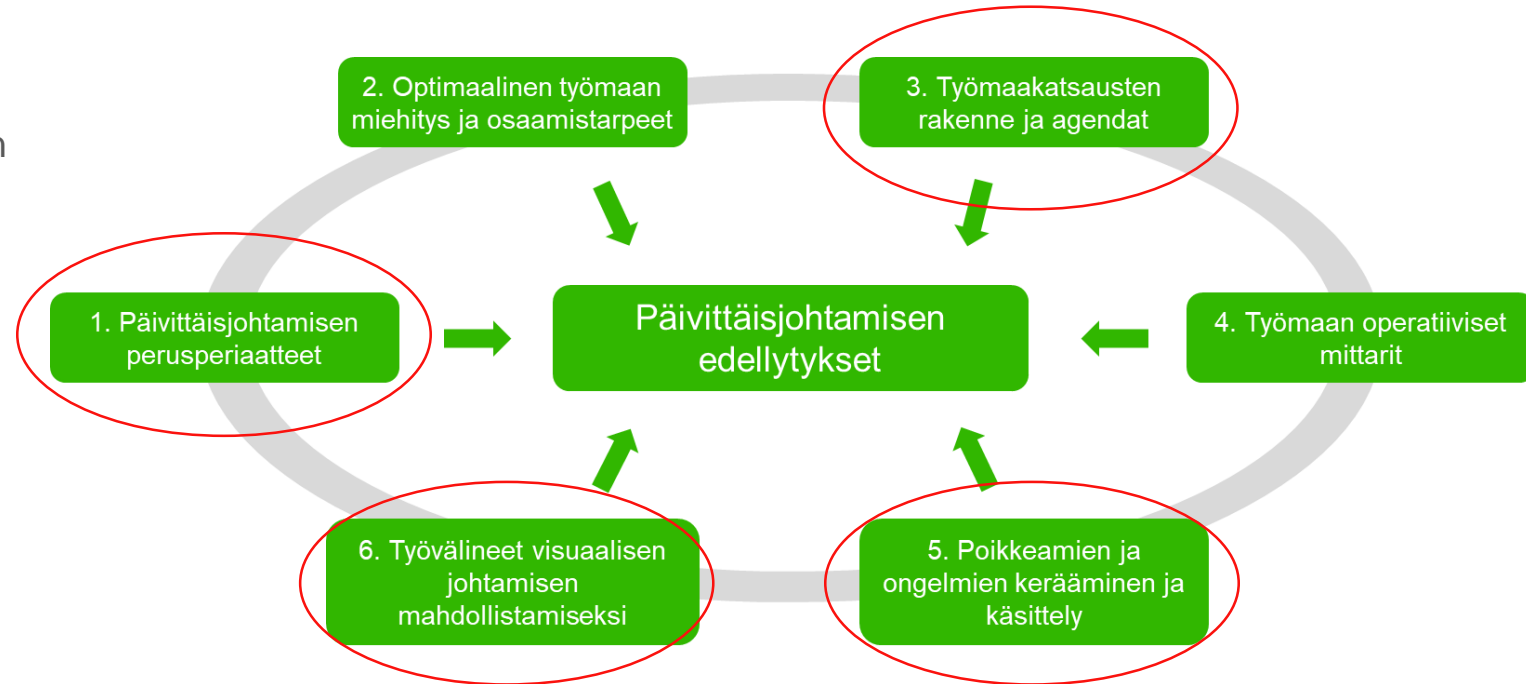 2. Optimaalinen työmaan
miehitys ja osaamistarpeet
3. Työmaakatsausten
rakenne ja agendat
n
1. Päivittäisjohtamisen
perusperiaatteet
Päivittäisjohtamisen
edellytykset
4. Työmaan operatiiviset
mittarit
6. Työvälineet visuaalisen
johtamisen
mahdollistamiseksi
5. Poikkeamien ja
ongelmien kerääminen ja
käsittely